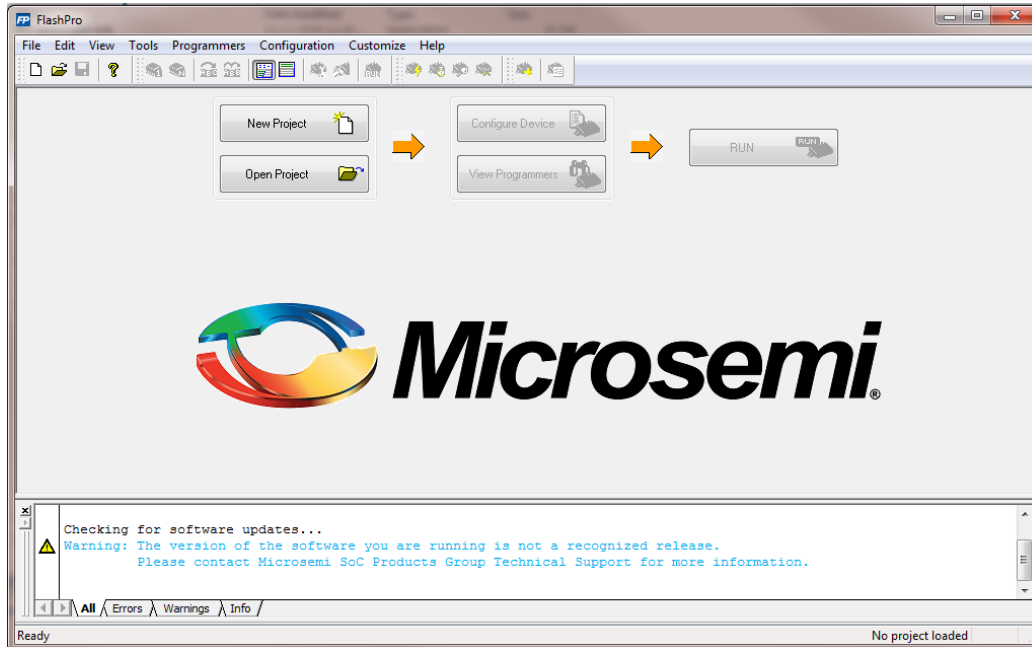 FP FlashPro
File Edit View Tools Programmers Configuration Customize Help
New Project
Configure Device
RUN
RUN
Open Project
View Programmers
Microsemi®
Checking for software updates...
Warning: The version of the software you are running is not a recognized release.
Please contact Microsemi SoC Products Group Technical Support for more information.
All Errors Warnings Info
Ready No project loaded